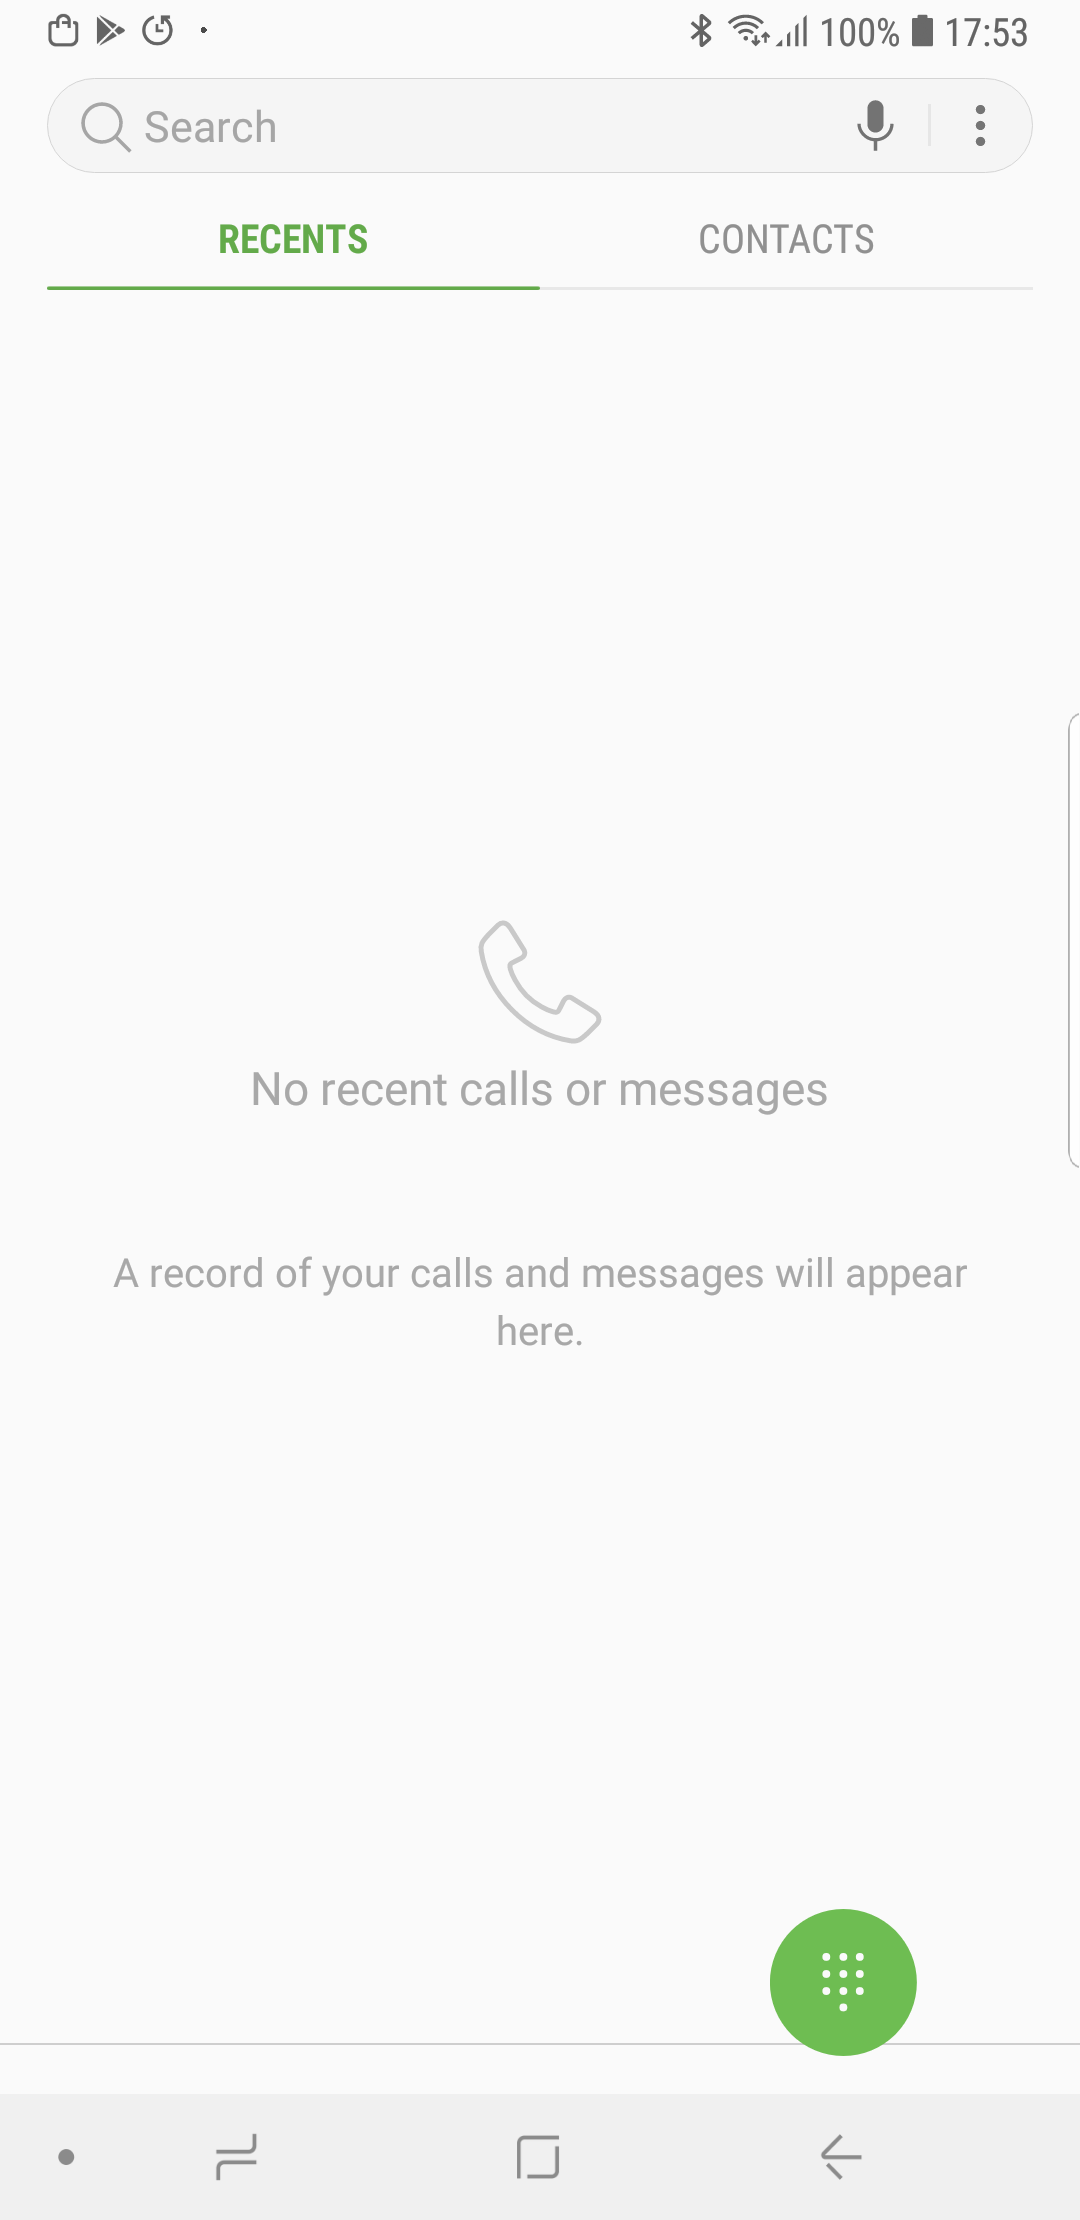 100% 17:53
Search
RECENTS CONTACTS
No recent calls or messages
A record of your calls and messages will appear
here.